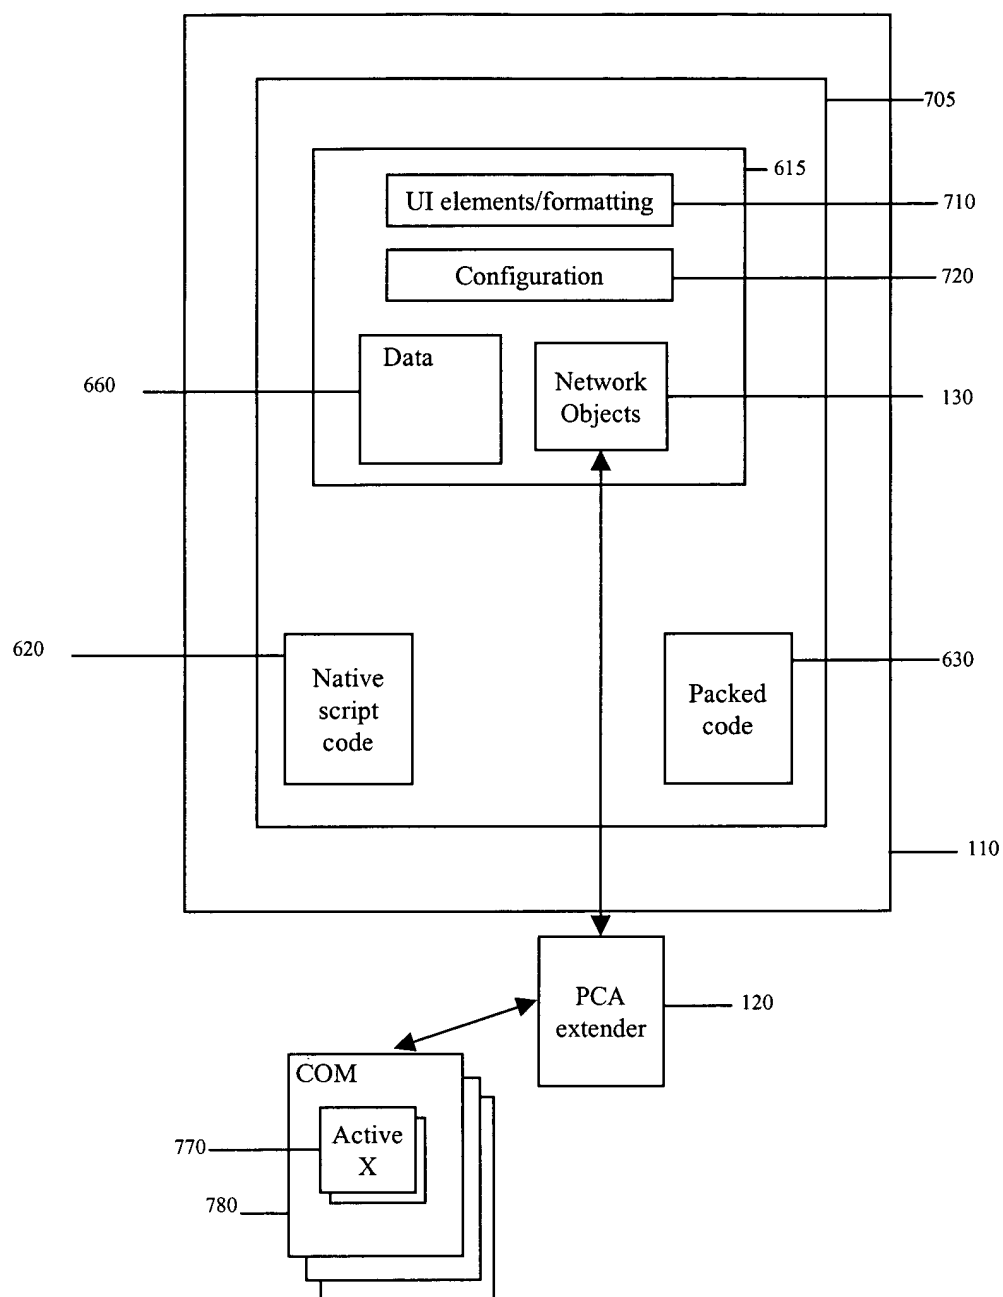 705
615
UI elements/formatting
710
Configuration
720
Data
660
Network
Objects
130
620
Native
script
code
630
Packed
code
110
PCA
extender
120
COM
Active
X
770
780